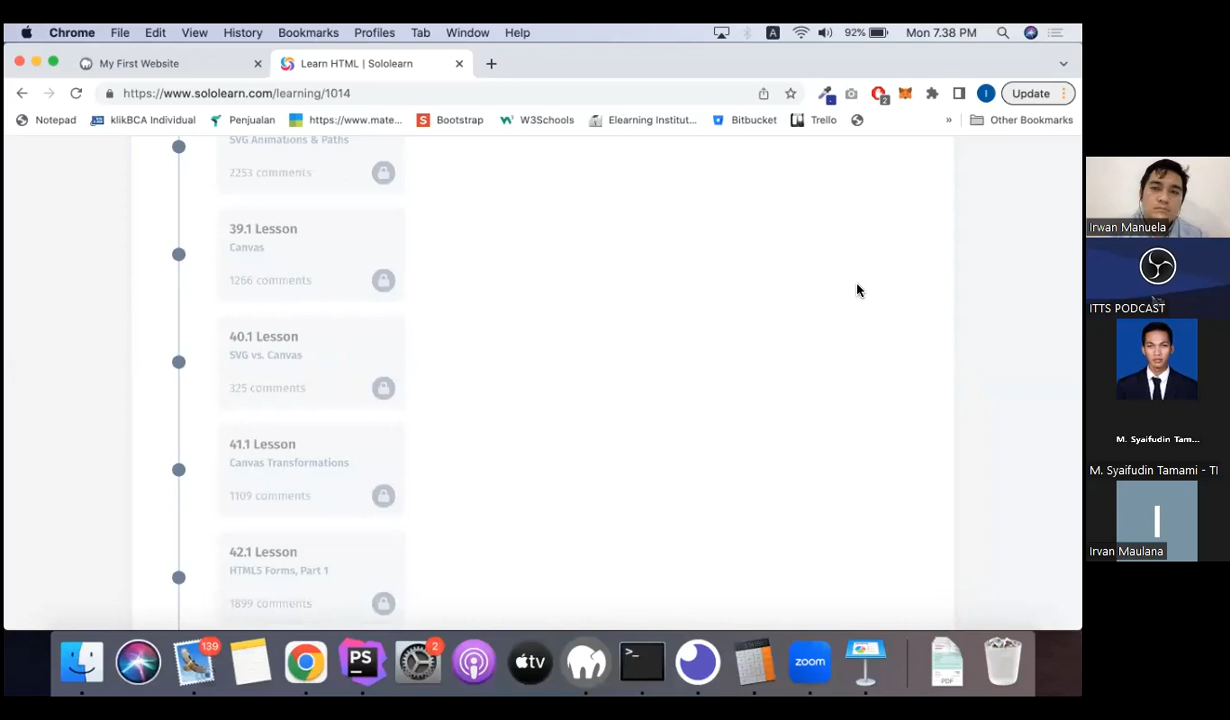 Chrome File Edit View History Bookmarks Profiles Tab Window Help A 92% Mon 7.38 PM
My First Website
Learn HTML | Sololearn
https://www.sololearn.com/learning/1014
2
Update
Notepad klikBCA Individual Penjualan https://www.mate... Bootstrap W3Schools Elearning Institut... Bitbucket Trello » Other Bookmarks
SVG Animations & Paths
2253 comments
39.1 Lesson
Canvas
1266 comments
40.1 Lesson
SVG vs. Canvas
325 comments
41.1 Lesson
Canvas Transformations
1109 comments
42.1 Lesson
HTML5 Forms, Part 1
1899 comments
139
PS
2
tv
>_
zoom
PDF
Irwan Manuela
ITTS PODCAST
M. Syaifudin Tam...
M. Syaifudin Tamami - TI
I
Irvan Maulana